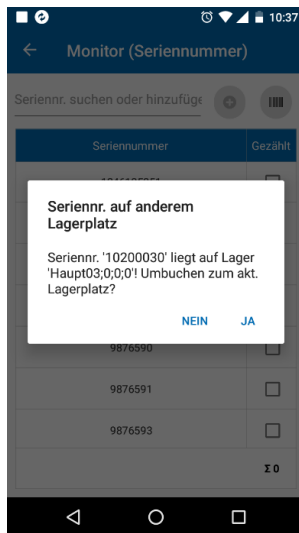 10:37
Monitor (Seriennummer)
Seriennr. suchen oder hinzufüge
Seriennummer Gezählt
Seriennr. auf anderem
Lagerplatz
Seriennr. '10200030' liegt auf Lager
'Haupt03;0;0;0'! Umbuchen zum akt.
Lagerplatz?
NEIN JA
9876590
9876591
9876593
Σ 0